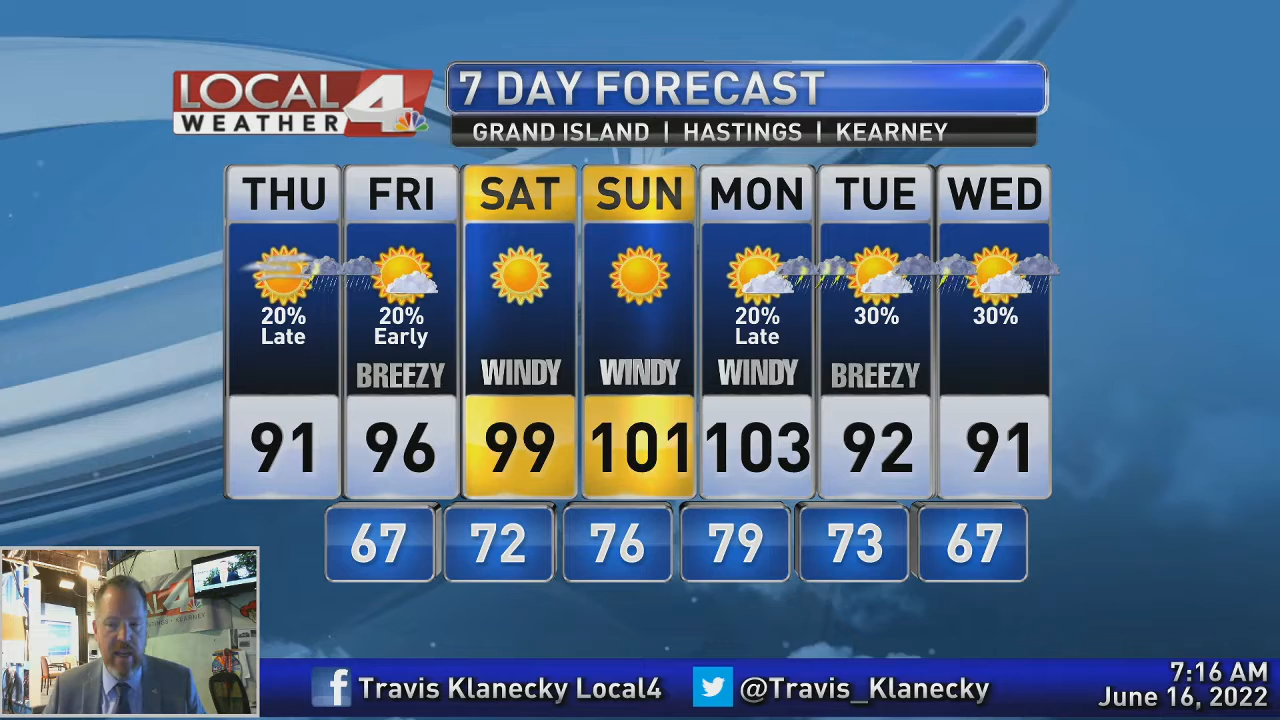 LOCAL 4
WEATHER
7 DAY FORECAST
GRAND ISLAND | HASTINGS | KEARNEY
THU FRI SAT SUN MON TUE WED
20% 20% 20% 30% 30%
Late Early Late
BREEZY WINDY WINDY WINDY BREEZY
91 96 99 101 103 92 91
67 72 76 79 73 67
4
KEARNEY
f Travis Klanecky Local4 @Travis_Klanecky
7:16 AM
June 16, 2022